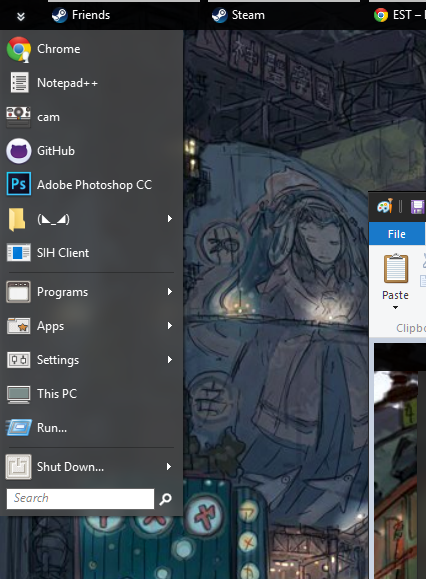 Friends
Steam
EST –
Chrome
Notepad++
cam
GitHub
Ps Adobe Photoshop CC
(◣_◢)
SIH Client
Programs
Apps
Settings
This PC
Run...
Shut Down...
Search
File
Paste
Clipbo